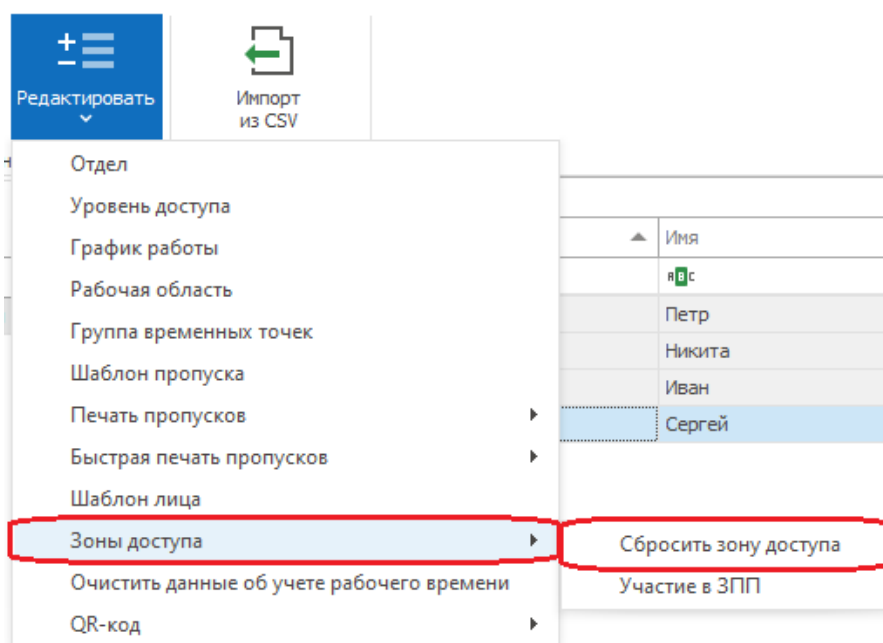 Редактировать
Импорт
из CSV
Отдел
Уровень доступа
График работы
Рабочая область
Группа временных точек
Шаблон пропуска
Печать пропусков
Быстрая печать пропусков
Шаблон лица
Зоны доступа
Очистить данные об учете рабочего времени
QR-код
Имя
Петр
Никита
Иван
Сергей
Сбросить зону доступа
Участие в ЗПП